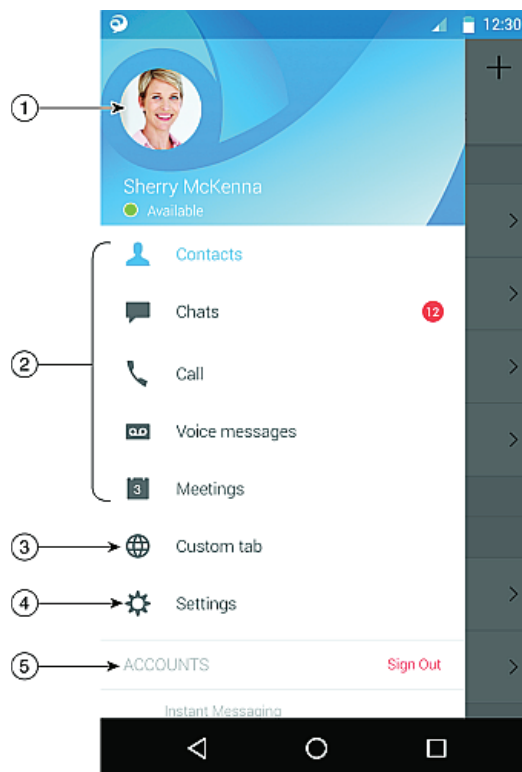 12:30
1
Sherry McKenna
Available
2
Contacts
Chats 12
Call
Voice messages
3 Meetings
3 Custom tab
4 Settings
5 ACCOUNTS Sign Out
Instant Messaging